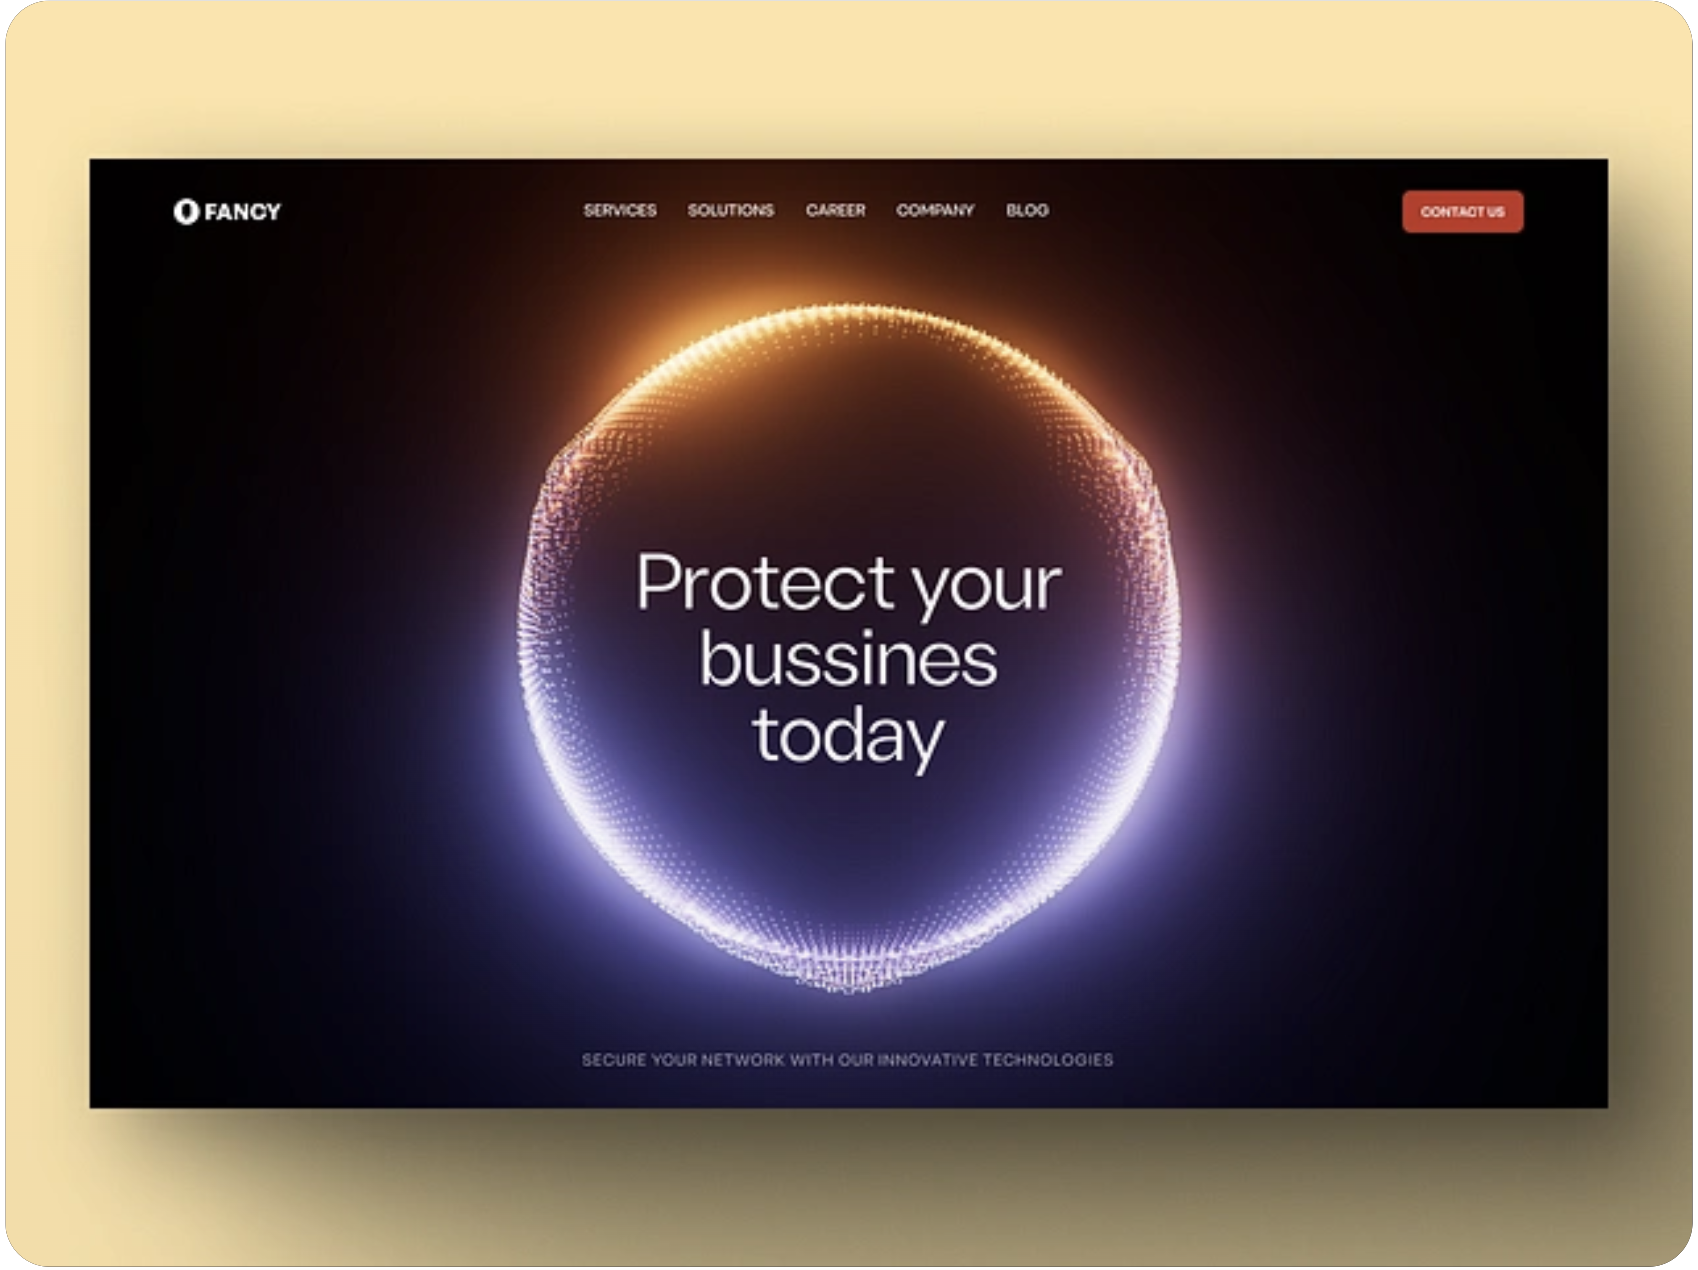 FANCY
SERVICES SOLUTIONS CAREER COMPANY BLOG
CONTACT US
Protect your
bussines
today
SECURE YOUR NETWORK WITH OUR INNOVATIVE TECHNOLOGIES